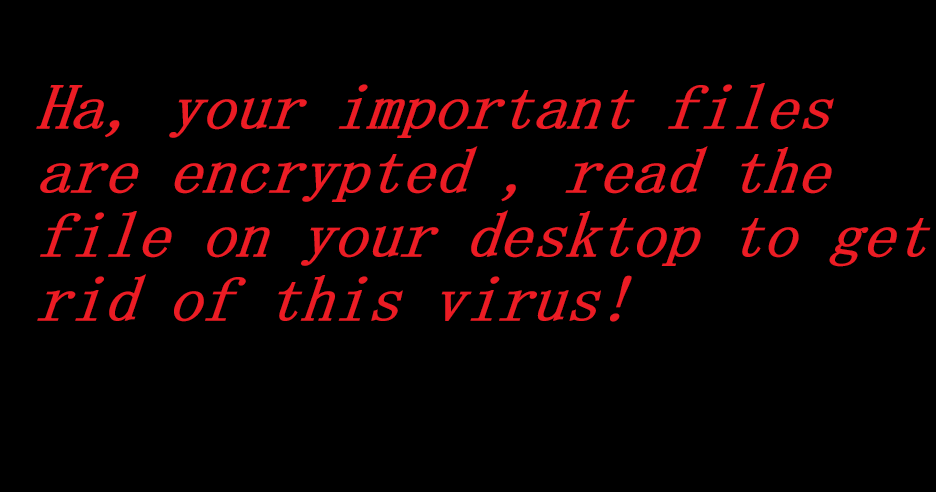 Ha, your important files
are encrypted , read the
file on your desktop to get
rid of this virus!